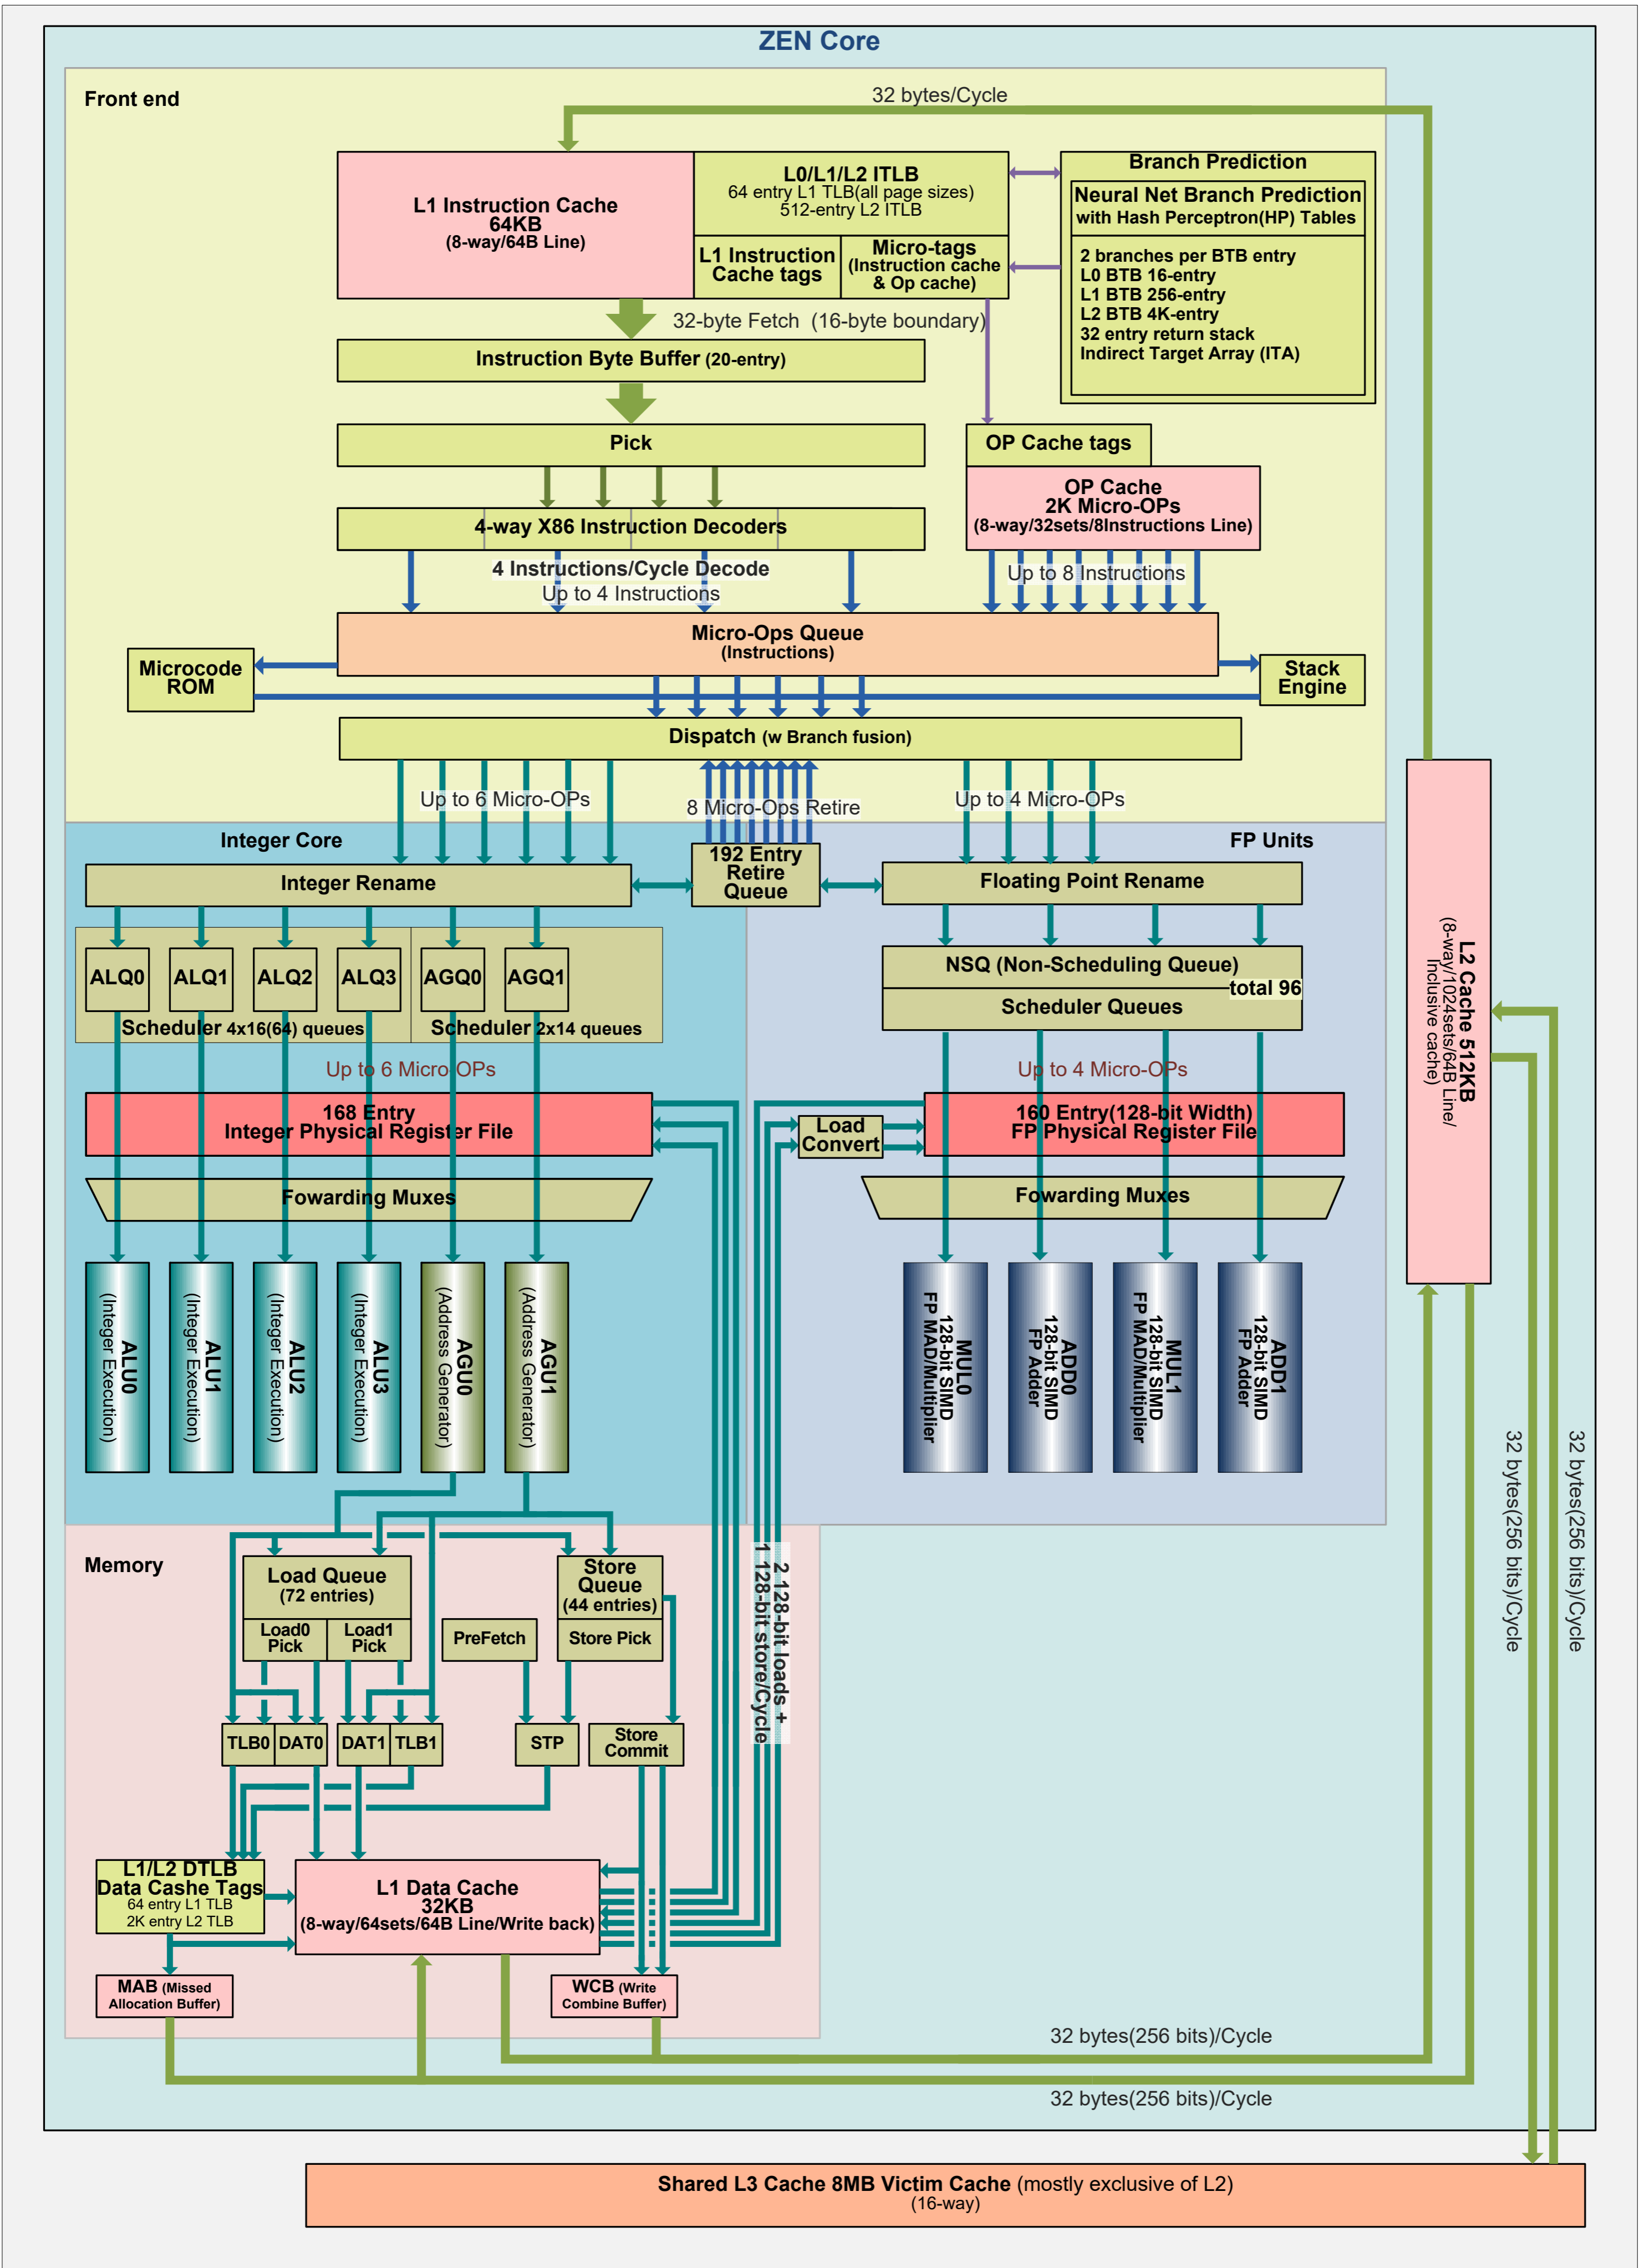 ZEN Core
Front end
32 bytes/Cycle
L1 Instruction Cache
64KB
(8-way/64B Line)
L0/L1/L2 ITLB
64 entry L1 TLB(all page sizes)
512-entry L2 ITLB
L1 Instruction
Cache tags
Micro-tags
(Instruction cache
& Op cache)
Branch Prediction
Neural Net Branch Prediction
with Hash Perceptron(HP) Tables
2 branches per BTB entry
L0 BTB 16-entry
L1 BTB 256-entry
L2 BTB 4K-entry
32 entry return stack
Indirect Target Array (ITA)
32-byte Fetch (16-byte boundary)
Instruction Byte Buffer (20-entry)
Pick
OP Cache tags
OP Cache
2K Micro-OPs
(8-way/32sets/8Instructions Line)
4-way X86 Instruction Decoders
4 Instructions/Cycle Decode
Up to 4 Instructions
Up to 8 Instructions
Micro-Ops Queue
(Instructions)
Microcode
ROM
Stack
Engine
Dispatch (w Branch fusion)
Up to 6 Micro-OPs
8 Micro-Ops Retire
Up to 4 Micro-OPs
Integer Core
FP Units
192 Entry
Retire
Queue
Integer Rename
Floating Point Rename
ALQ0
ALQ1
ALQ2
ALQ3
AGQ0
AGQ1
Scheduler 4x16(64) queues
Scheduler 2x14 queues
NSQ (Non-Scheduling Queue)
total 96
Scheduler Queues
L2 Cache 512KB
(8-way/1024sets/64B Line/
Inclusive cache)
Up to 6 Micro-OPs
Up to 4 Micro-OPs
168 Entry
Integer Physical Register File
Load
Convert
160 Entry(128-bit Width)
FP Physical Register File
Fowarding Muxes
Fowarding Muxes
ALU0
(Integer Execution)
ALU1
(Integer Execution)
ALU2
(Integer Execution)
ALU3
(Integer Execution)
AGU0
(Address Generator)
AGU1
(Address Generator)
MUL0
128-bit SIMD
FP MAD/Multiplier
ADD0
128-bit SIMD
FP Adder
MUL1
128-bit SIMD
FP MAD/Multiplier
ADD1
128-bit SIMD
FP Adder
32 bytes(256 bits)/Cycle
32 bytes(256 bits)/Cycle
Memory
Load Queue
(72 entries)
Load0
Pick
Load1
Pick
PreFetch
Store
Queue
(44 entries)
Store Pick
2 128-bit loads +
1 128-bit store/Cycle
TLB0
DAT0
DAT1
TLB1
STP
Store
Commit
L1/L2 DTLB
Data Cashe Tags
64 entry L1 TLB
2K entry L2 TLB
L1 Data Cache
32KB
(8-way/64sets/64B Line/Write back)
MAB (Missed
Allocation Buffer)
WCB (Write
Combine Buffer)
32 bytes(256 bits)/Cycle
32 bytes(256 bits)/Cycle
Shared L3 Cache 8MB Victim Cache (mostly exclusive of L2)
(16-way)